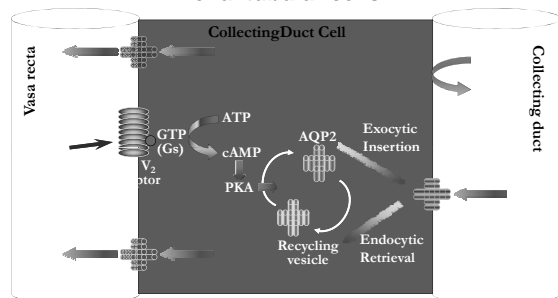 CollectingDuct Cell
Vasa recta
Collecting duct
ATP
GTP
(Gs)
cAMP
V2
ptor
PKA
AQP2
Exocytic
Insertion
Recycling
vesicle
Endocytic
Retrieval